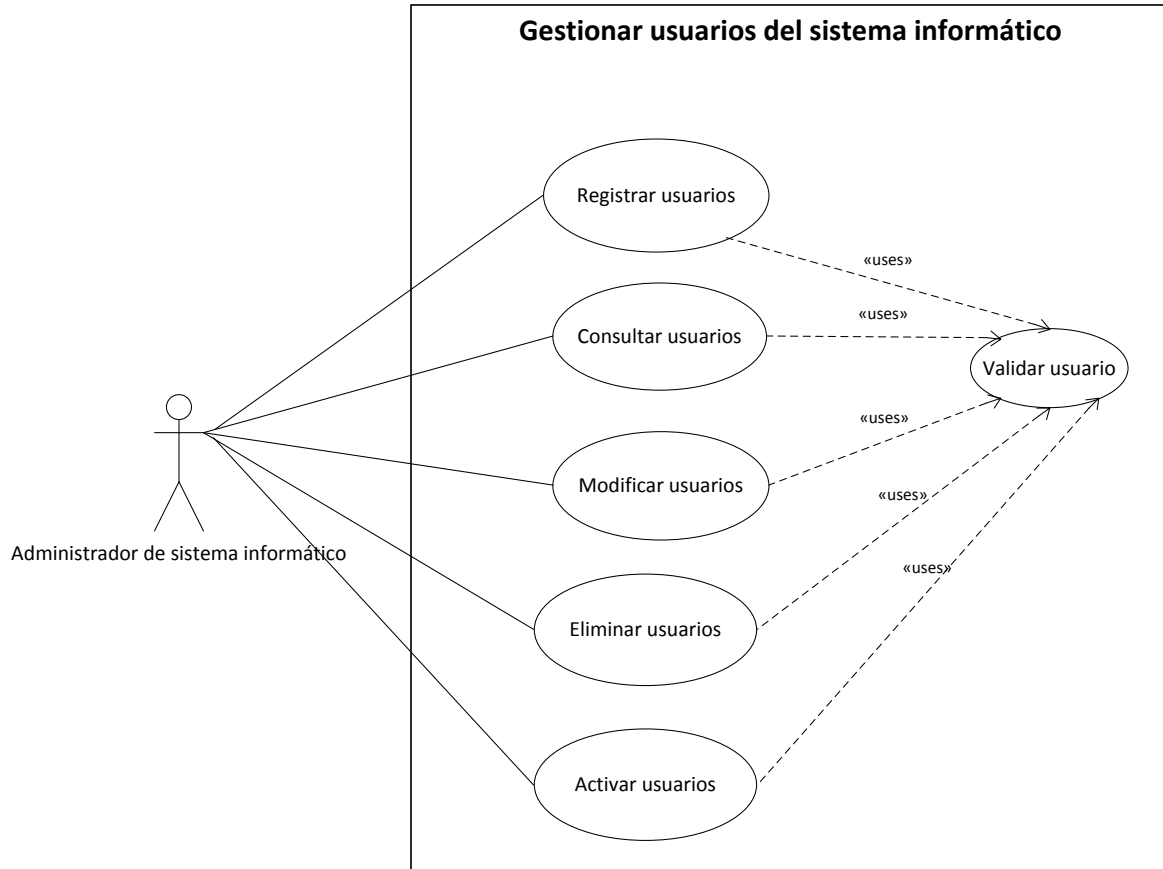 Gestionar usuarios del sistema informático
Registrar usuarios
«uses»
Consultar usuarios
«uses»
Validar usuario
«uses»
Modificar usuarios
«uses»
Administrador de sistema informático
«uses»
Eliminar usuarios
Activar usuarios